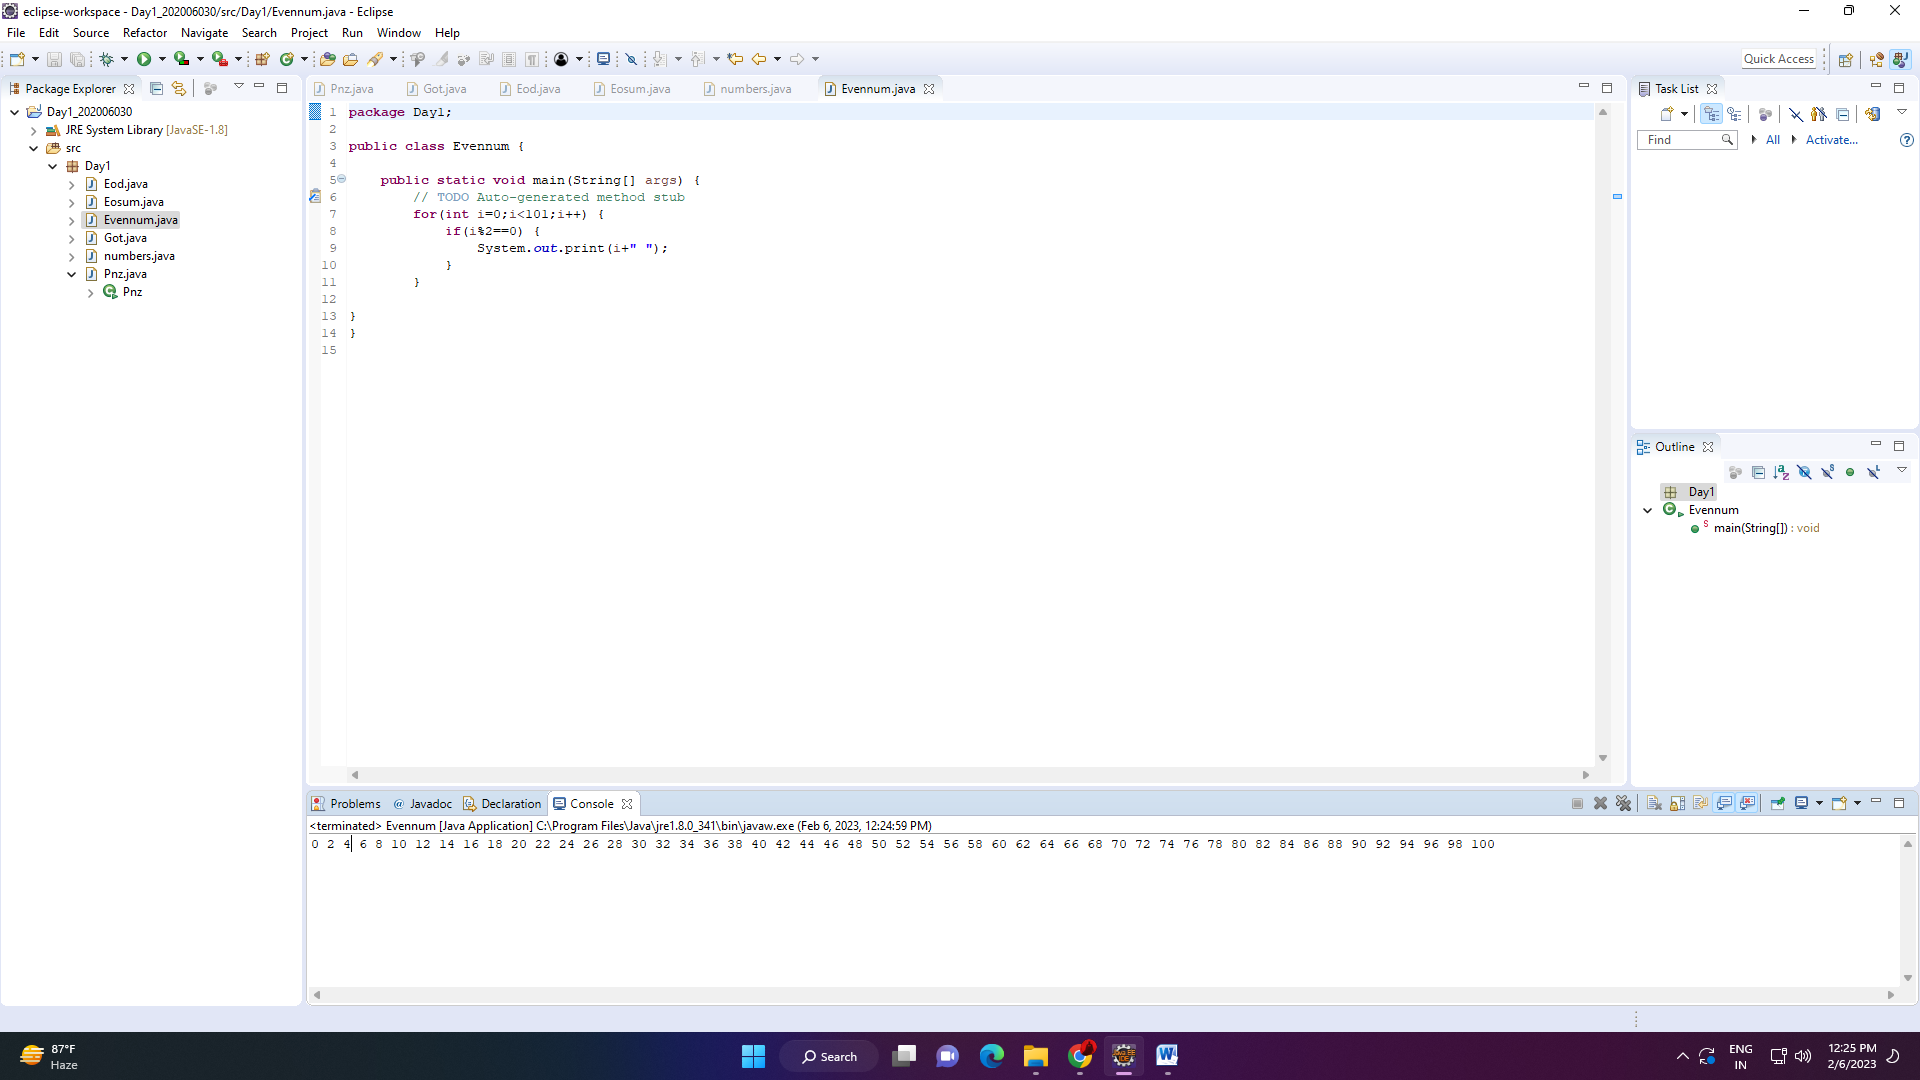 eclipse-workspace - Day1_202006030/src/Day1/Evennum.java - Eclipse
File Edit Source Refactor Navigate Search Project Run Window Help
Quick Access
Package Explorer
Day1_202006030
JRE System Library [JavaSE-1.8]
src
Day1
Eod.java
Eosum.java
Evennum.java
Got.java
numbers.java
Pnz.java
Pnz
Pnz.java Got.java Eod.java Eosum.java numbers.java Evennum.java
1 package Day1;
2
3 public class Evennum {
4
5 public static void main(String[] args) {
6 // TODO Auto-generated method stub
7 for(int i=0;i<101;i++) {
8 if(i%2==0) {
9 System.out.print(i+" ");
10 }
11 }
12
13 }
14 }
15
Task List
Find All Activate...
Outline
Day1
Evennum
main(String[]) : void
Problems Javadoc Declaration Console
<terminated> Evennum [Java Application] C:\Program Files\Java\jre1.8.0_341\bin\javaw.exe (Feb 6, 2023, 12:24:59 PM)
0 2 4 6 8 10 12 14 16 18 20 22 24 26 28 30 32 34 36 38 40 42 44 46 48 50 52 54 56 58 60 62 64 66 68 70 72 74 76 78 80 82 84 86 88 90 92 94 96 98 100
87°F
Haze
Search
ENG
IN
12:25 PM
2/6/2023